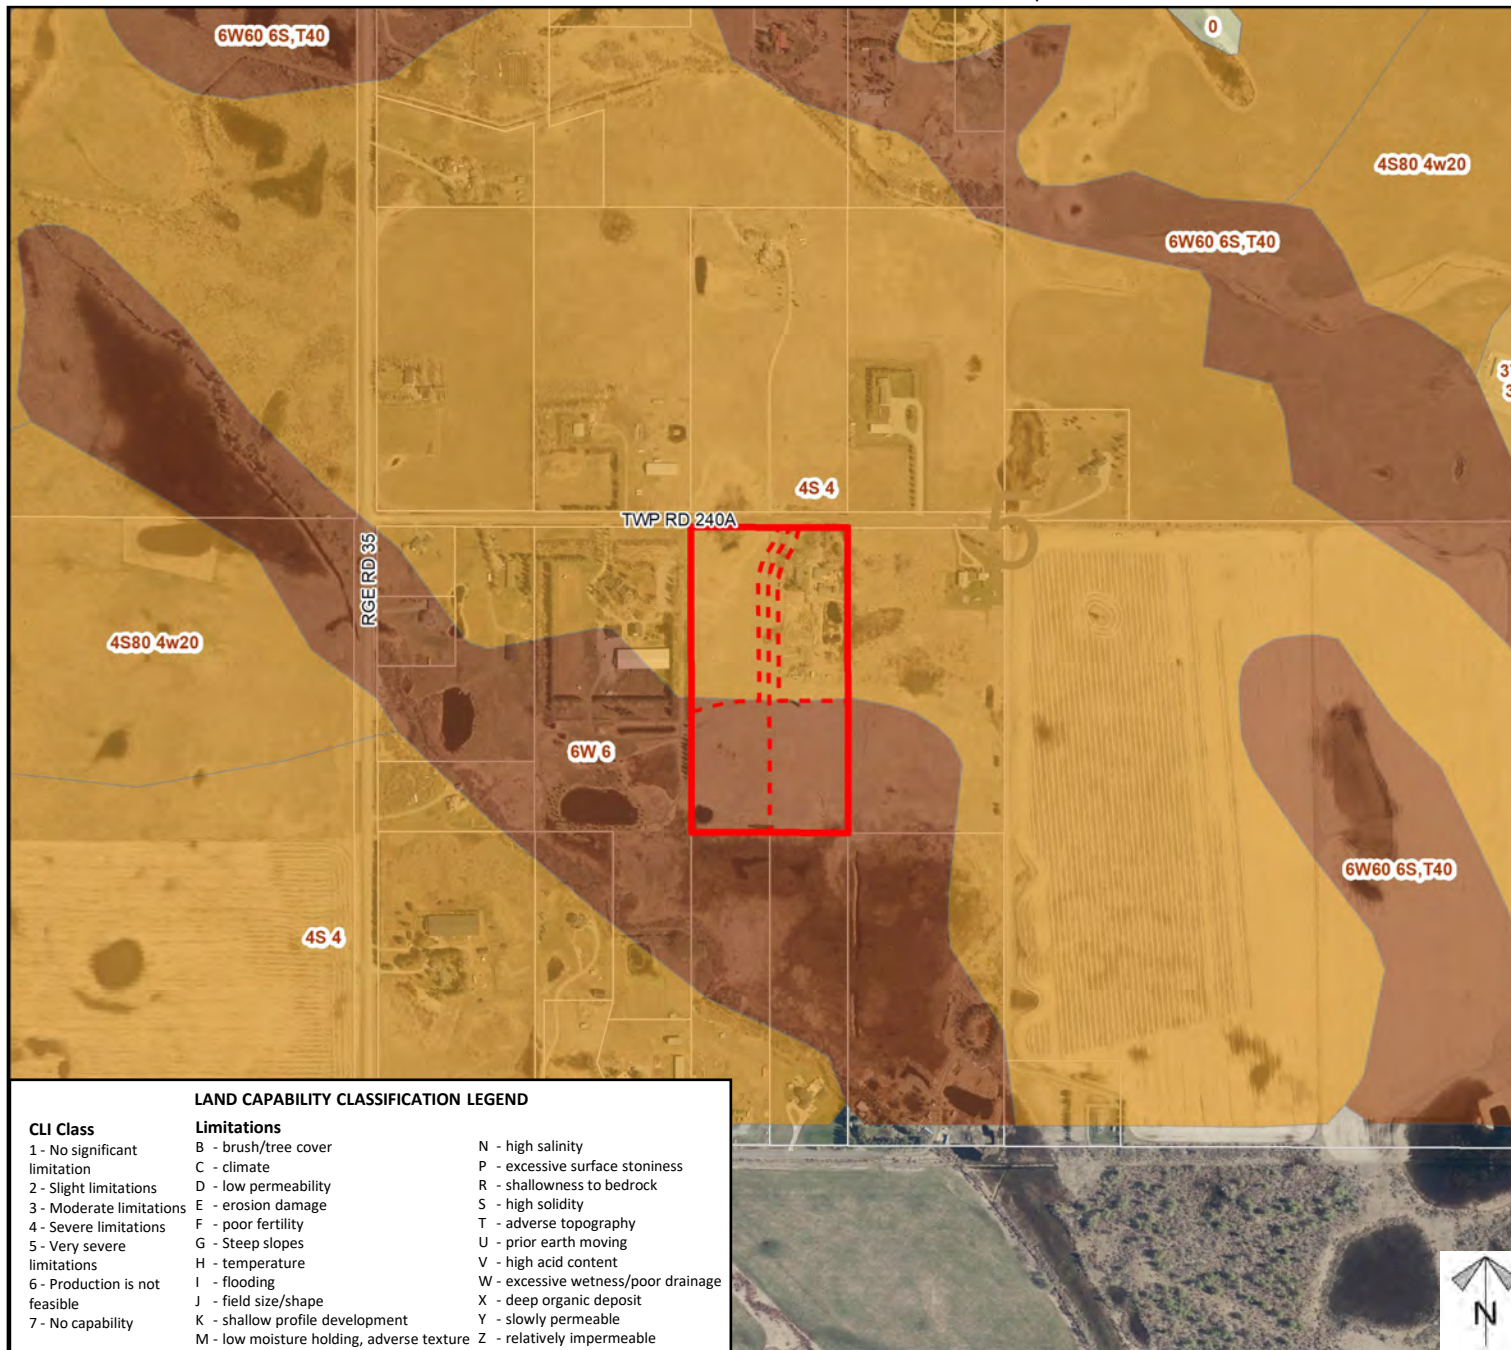 6W60 6S,T40
0
4S80 4w20
6W60 6S,T40
3
4S 4
TWP RD 240A
5
RGE RD 35
4S80 4w20
6W 6
6W60 6S,T40
4S 4
LAND CAPABILITY CLASSIFICATION LEGEND
CLI Class
1 - No significant
limitation
2 - Slight limitations
3 - Moderate limitations
4 - Severe limitations
5 - Very severe
limitations
6 - Production is not
feasible
7 - No capability
Limitations
B - brush/tree cover
C - climate
D - low permeability
E - erosion damage
F - poor fertility
G - Steep slopes
H - temperature
I - flooding
J - field size/shape
K - shallow profile development
M - low moisture holding, adverse texture
N - high salinity
P - excessive surface stoniness
R - shallowness to bedrock
S - high solidity
T - adverse topography
U - prior earth moving
V - high acid content
W - excessive wetness/poor drainage
X - deep organic deposit
Y - slowly permeable
Z - relatively impermeable
N